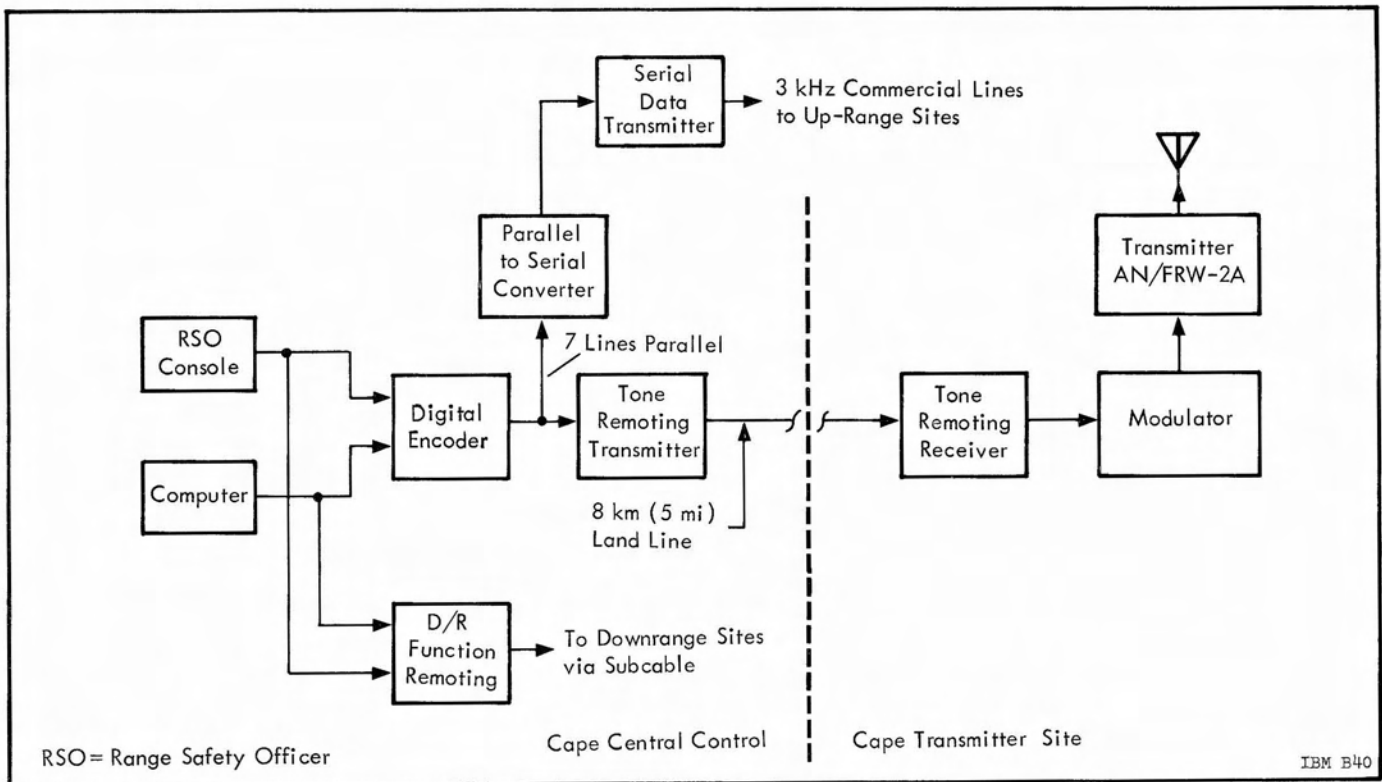 Serial
Data
Transmitter
3 kHz Commercial Lines
to Up-Range Sites
Parallel
to Serial
Converter
Transmitter
AN/FRW-2A
7 Lines Parallel
RSO
Console
Digital
Encoder
Tone
Remoting
Transmitter
Tone
Remoting
Receiver
Modulator
Computer
8 km (5 mi)
Land Line
D/R
Function
Remoting
To Downrange Sites
via Subcable
RSO = Range Safety Officer
Cape Central Control
Cape Transmitter Site
IBM B40